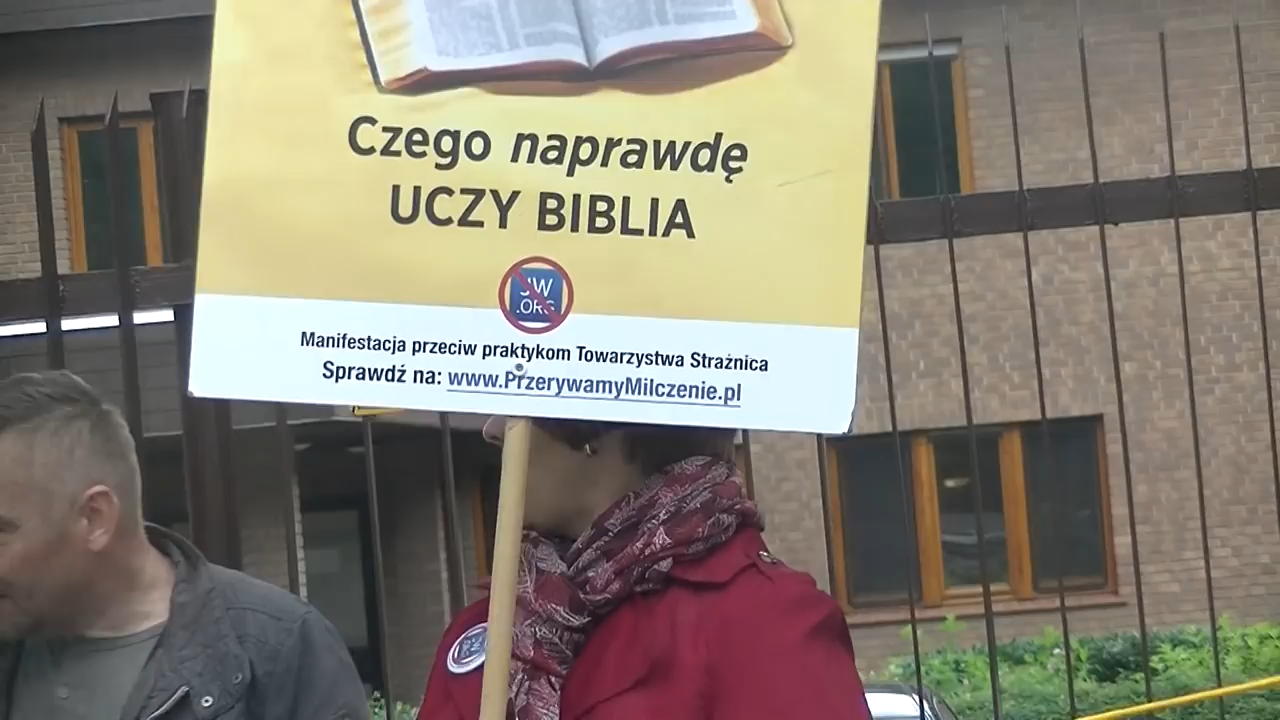 Czego naprawdę
UCZY BIBLIA
JW
.ORG
Manifestacja przeciw praktykom Towarzystwa Strażnica
Sprawdź na: www.PrzerywamyMilczenie.pl